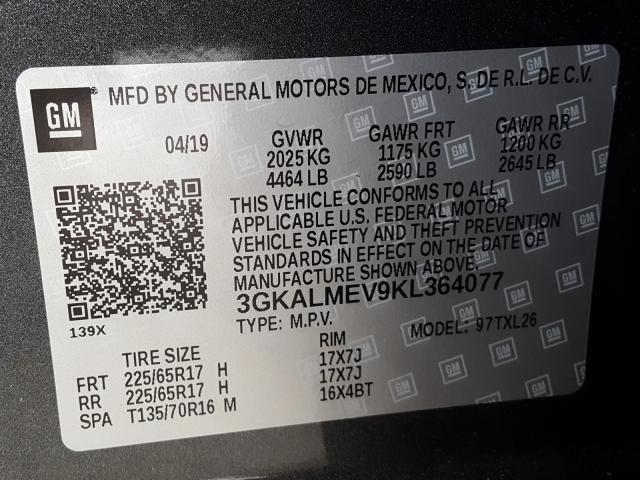 GM ® MFD BY GENERAL MOTORS DE MEXICO, S. DE R.L. DE C.V.
04/19 GVWR GAWR FRT GAWR RR
2025 KG 1175 KG 1200 KG
4464 LB 2590 LB 2645 LB
THIS VEHICLE CONFORMS TO ALL
APPLICABLE U.S. FEDERAL MOTOR
VEHICLE SAFETY AND THEFT PREVENTION
STANDARDS IN EFFECT ON THE DATE OF
MANUFACTURE SHOWN ABOVE.
3GKALMEV9KL364077
139X TYPE: M.P.V. MODEL: 97TXL26
TIRE SIZE RIM
FRT 225/65R17 H 17X7J
RR 225/65R17 H 17X7J
SPA T135/70R16 M 16X4BT